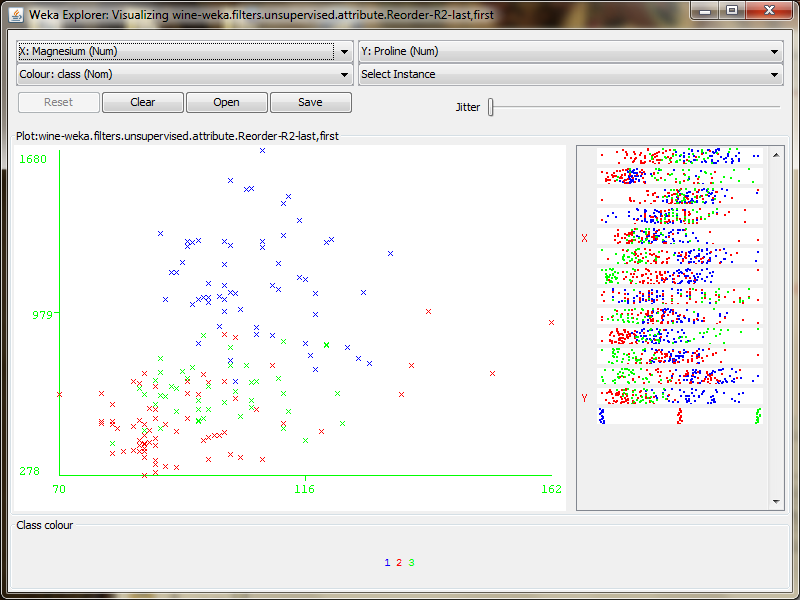 Weka Explorer: Visualizing wine-weka.filters.unsupervised.attribute.Reorder-R2-last,first
X: Magnesium (Num) Y: Proline (Num)
Colour: class (Nom) Select Instance
Reset Clear Open Save Jitter
Plot:wine-weka.filters.unsupervised.attribute.Reorder-R2-last,first
1680
X
979
Y
278
70 116 162
Class colour
1 2 3